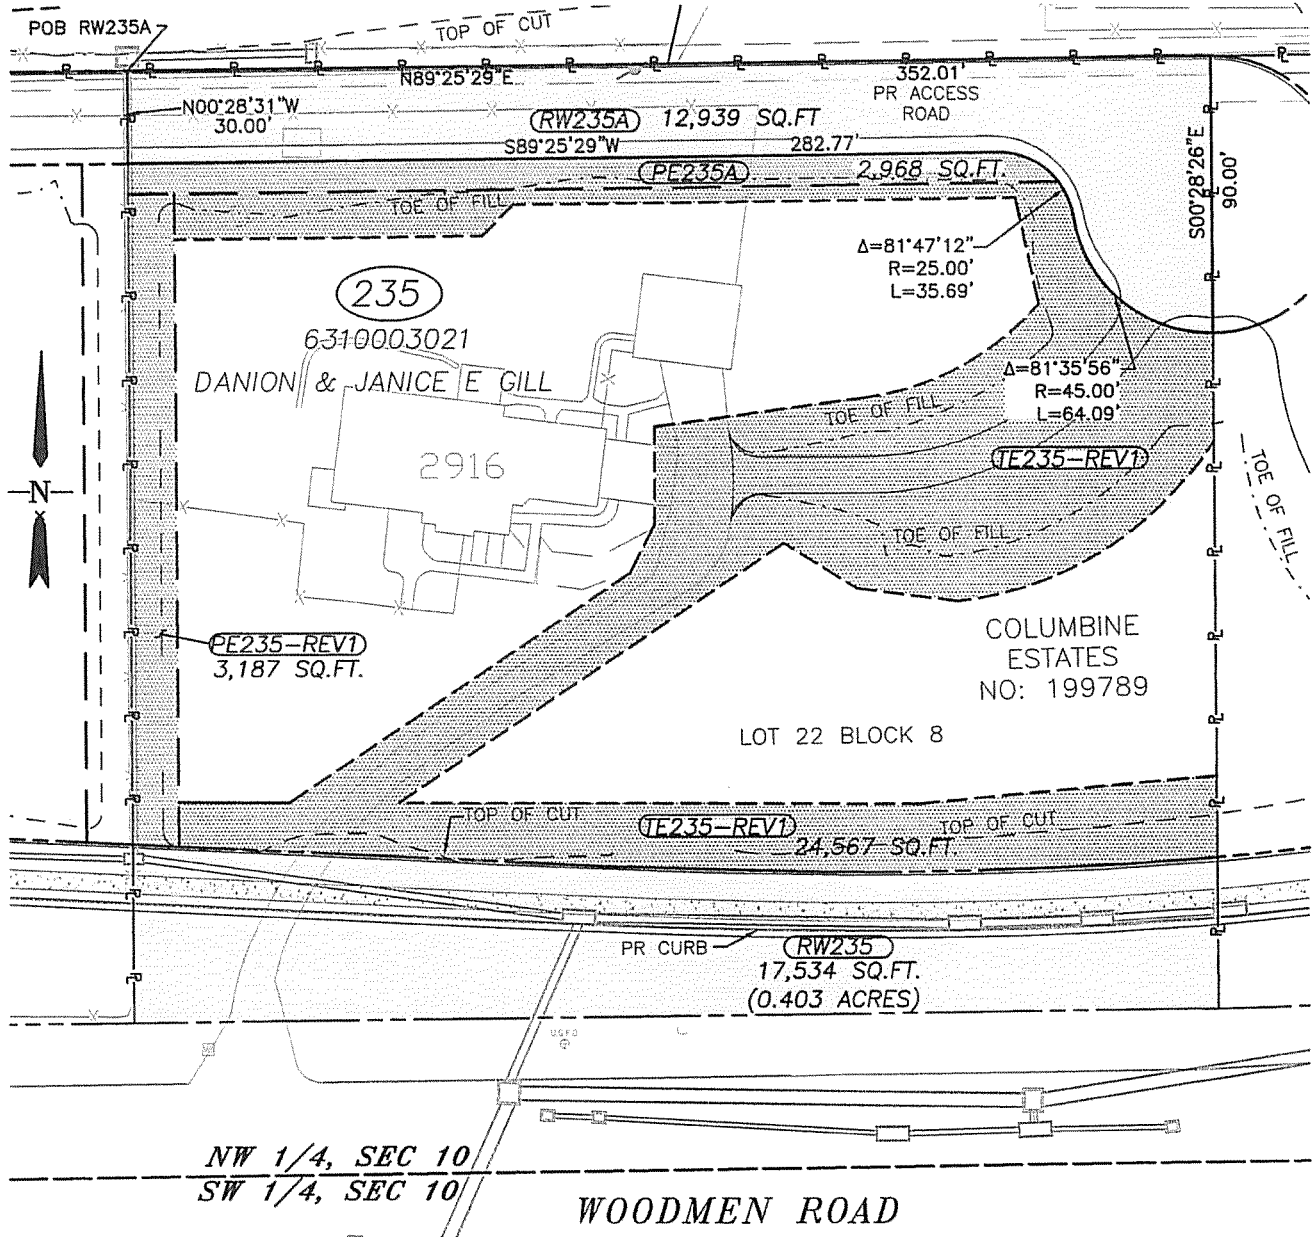 POB RW235A
TOP OF CUT
N89°25'29"E
352.01'
PR ACCESS
ROAD
N00°28'31"W
30.00'
RW235A 12,939 SQ.FT
S89°25'29"W 282.77'
PE235A 2,968 SQ.FT.
S00°28'26"E
90.00'
TOE OF FILL
Δ=81°47'12"
R=25.00'
L=35.69'
235
6310003021
DANION & JANICE E GILL
Δ=81°35'56"
R=45.00'
L=64.09'
TOE OF FILL
2916
TE235-REV1
N
TOE OF FILL
TOE OF FILL
PE235-REV1
3,187 SQ.FT.
COLUMBINE
ESTATES
NO: 199789
LOT 22 BLOCK 8
TOP OF CUT
TE235-REV1
24,567 SQ.FT.
TOP OF CUT
PR CURB
RW235
17,534 SQ.FT.
(0.403 ACRES)
NW 1/4, SEC 10
SW 1/4, SEC 10
WOODMEN ROAD